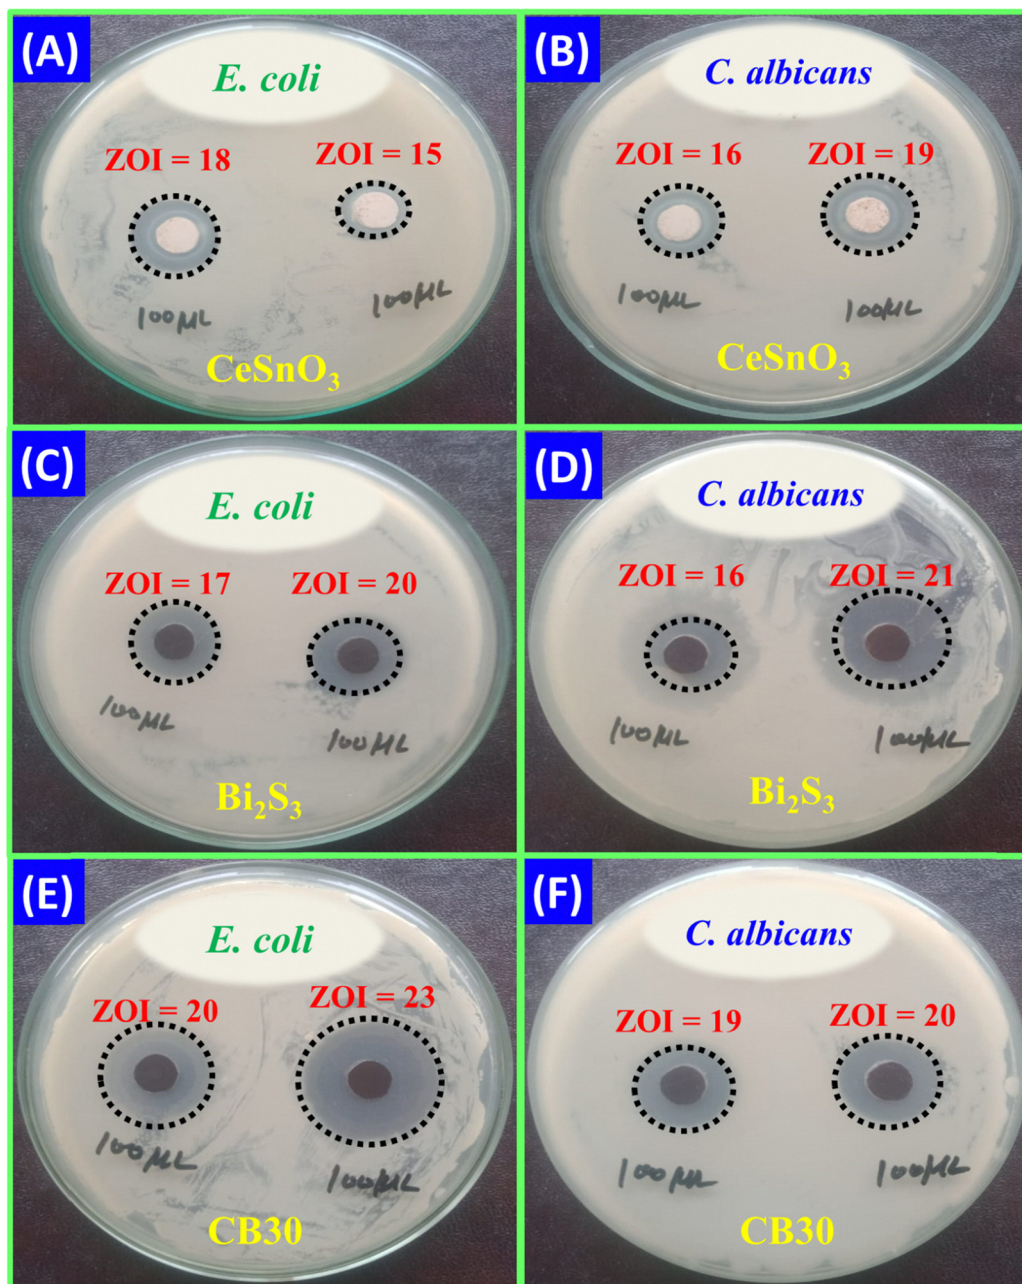 (A)
E. coli
ZOI = 18
ZOI = 15
100µL
100µL
CeSnO₃
(B)
C. albicans
ZOI = 16
ZOI = 19
100µL
100µL
CeSnO₃
(C)
E. coli
ZOI = 17
ZOI = 20
100µL
100µL
Bi₂S₃
(D)
C. albicans
ZOI = 16
ZOI = 21
100µL
100µL
Bi₂S₃
(E)
E. coli
ZOI = 20
ZOI = 23
100µL
100µL
CB30
(F)
C. albicans
ZOI = 19
ZOI = 20
100µL
100µL
CB30